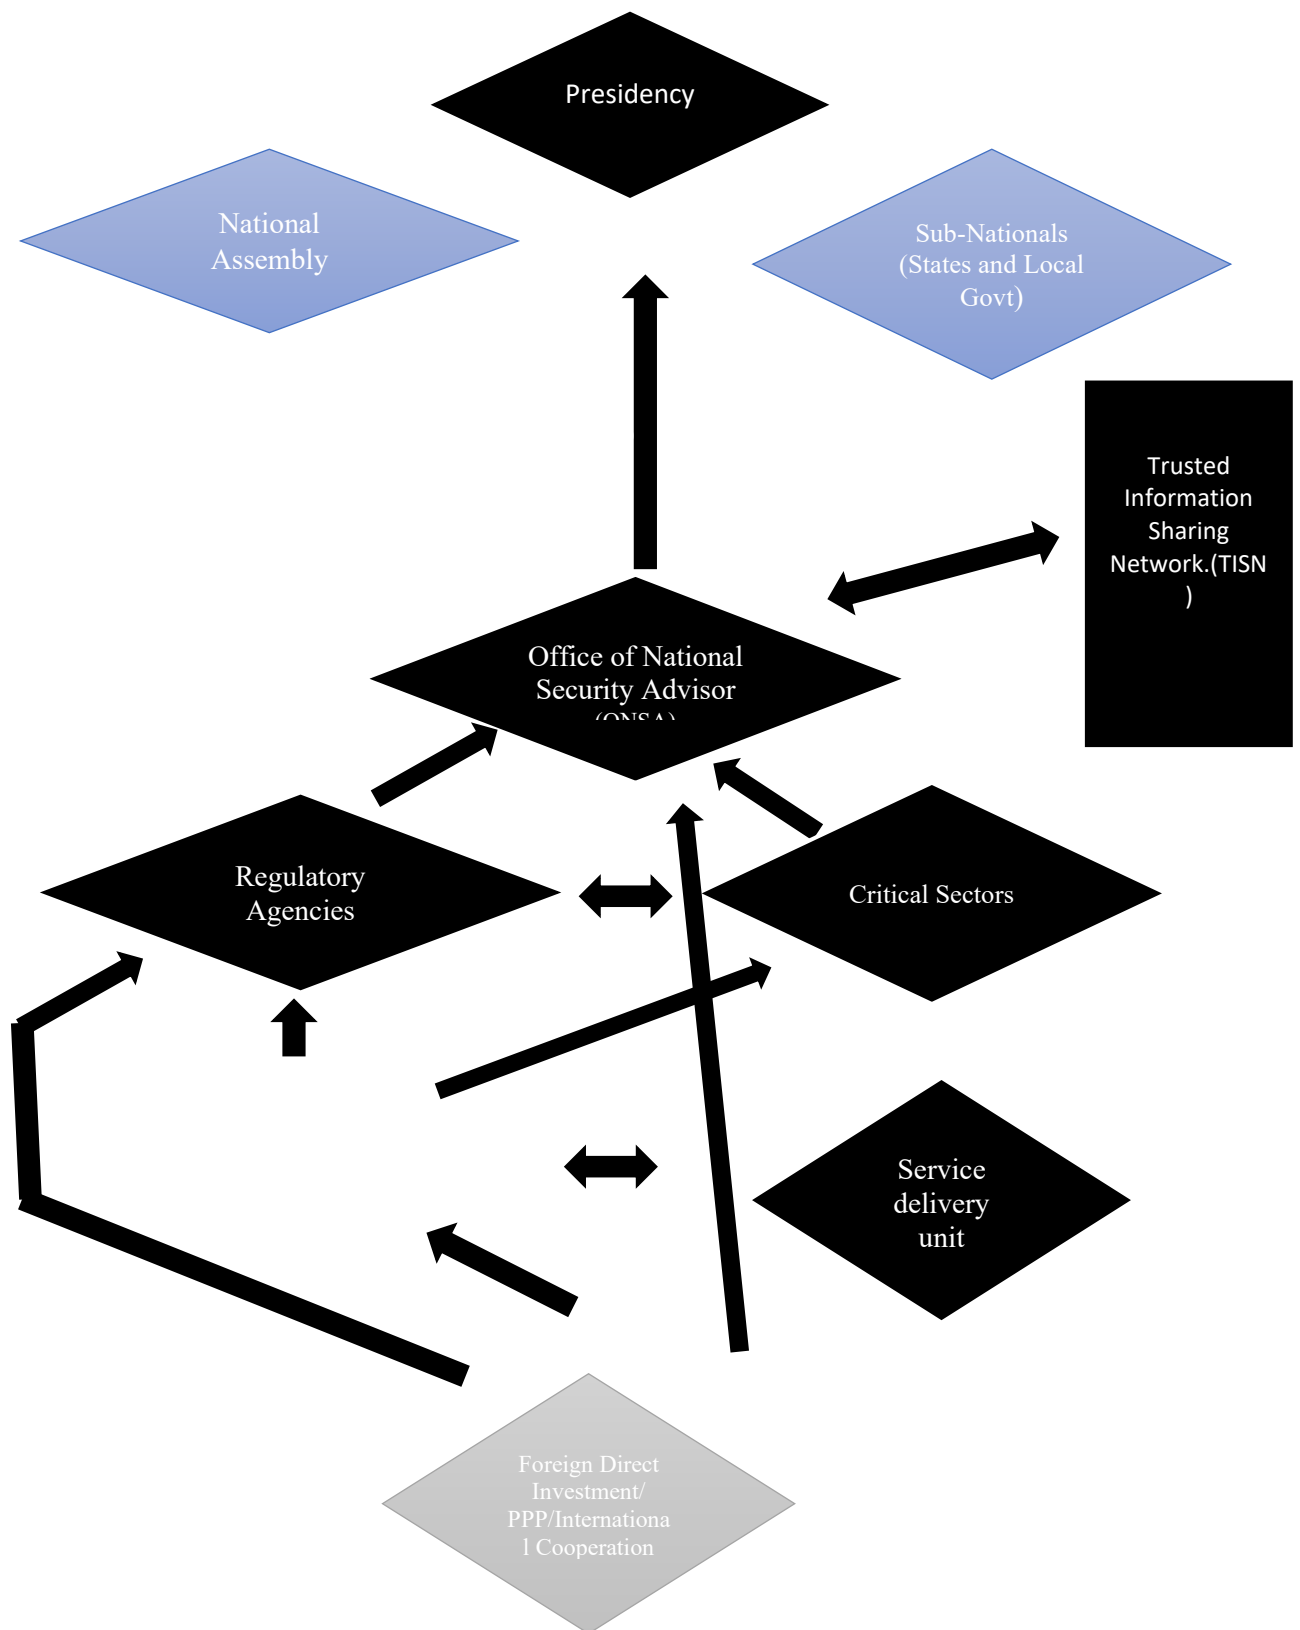 Presidency
National
Assembly
Sub-Nationals
(States and Local
Govt)
Trusted
Information
Sharing
Network.(TISN
)
Office of National
Security Advisor
(ONSA)
Regulatory
Agencies
Critical Sectors
Service
delivery
unit
Foreign Direct
Investment/
PPP/Internationa
l Cooperation